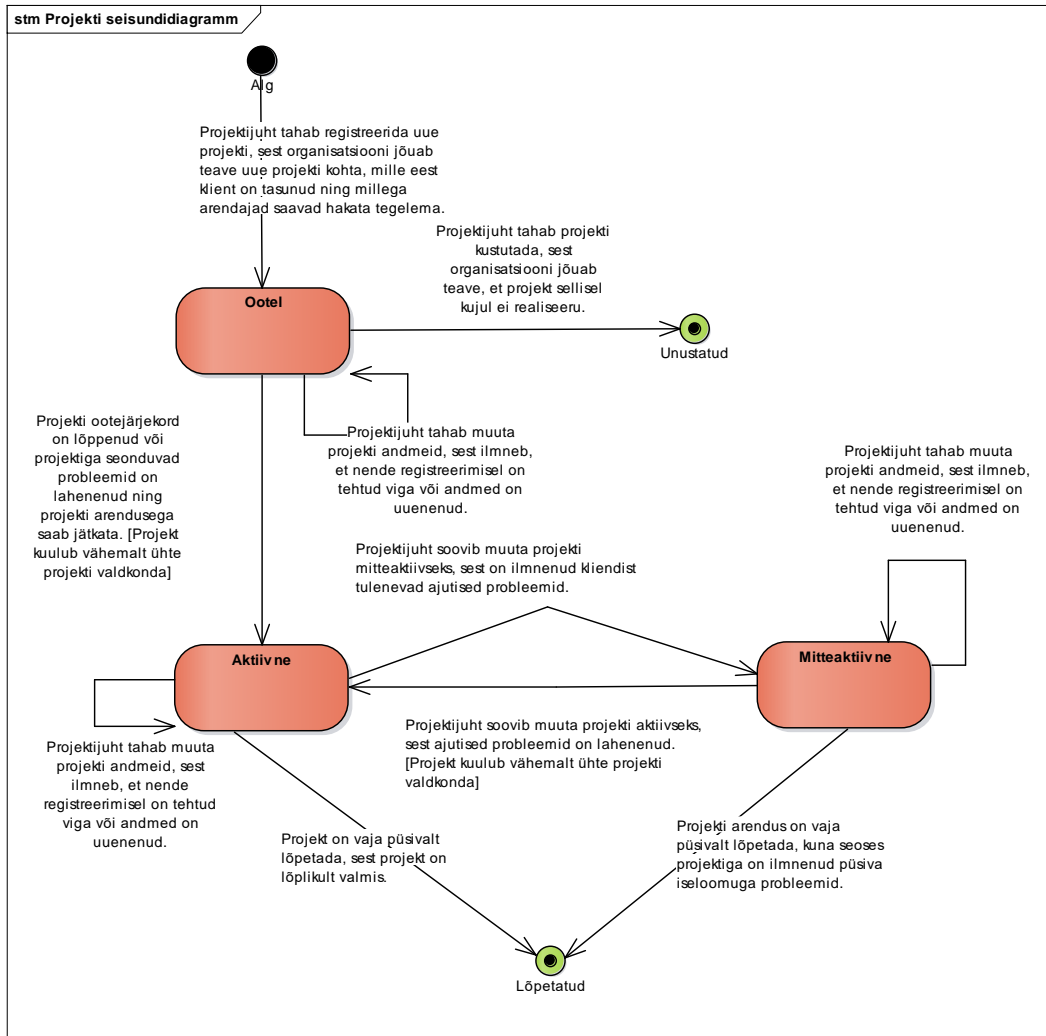 stm Projekti seisundidiagramm
Alg
Projektijuht tahab registreerida uue
projekti, sest organisatsiooni jõuab
teave uue projekti kohta, mille eest
klient on tasunud ning millega
arendajad saavad hakata tegelema.
Projektijuht tahab projekti
kustutada, sest
organisatsiooni jõuab
teave, et projekt sellisel
kujul ei realiseeru.
Ootel
Unustatud
Projekti ootejärjekord
on lõppenud või
projektiga seonduvad
probleemid on
lahenenud ning
projekti arendusega
saab jätkata. [Projekt
kuulub vähemalt ühte
projekti valdkonda]
Projektijuht tahab muuta
projekti andmeid, sest ilmneb,
et nende registreerimisel on
tehtud viga või andmed on
uuenenud.
Projektijuht tahab muuta
projekti andmeid, sest ilmneb,
et nende registreerimisel on
tehtud viga või andmed on
uuenenud.
Projektijuht soovib muuta projekti
mitteaktiivseks, sest on ilmnenud kliendist
tulenevad ajutised probleemid.
Aktiivne
Mitteaktiivne
Projektijuht soovib muuta projekti aktiivseks,
sest ajutised probleemid on lahenenud.
[Projekt kuulub vähemalt ühte projekti
valdkonda]
Projektijuht tahab muuta
projekti andmeid, sest
ilmneb, et nende
registreerimisel on tehtud
viga või andmed on
uuenenud.
Projekt on vaja püsivalt
lõpetada, sest projekt on
lõplikult valmis.
Projekti arendus on vaja
püsivalt lõpetada, kuna seoses
projektiga on ilmnenud püsiva
iseloomuga probleemid.
Lõpetatud